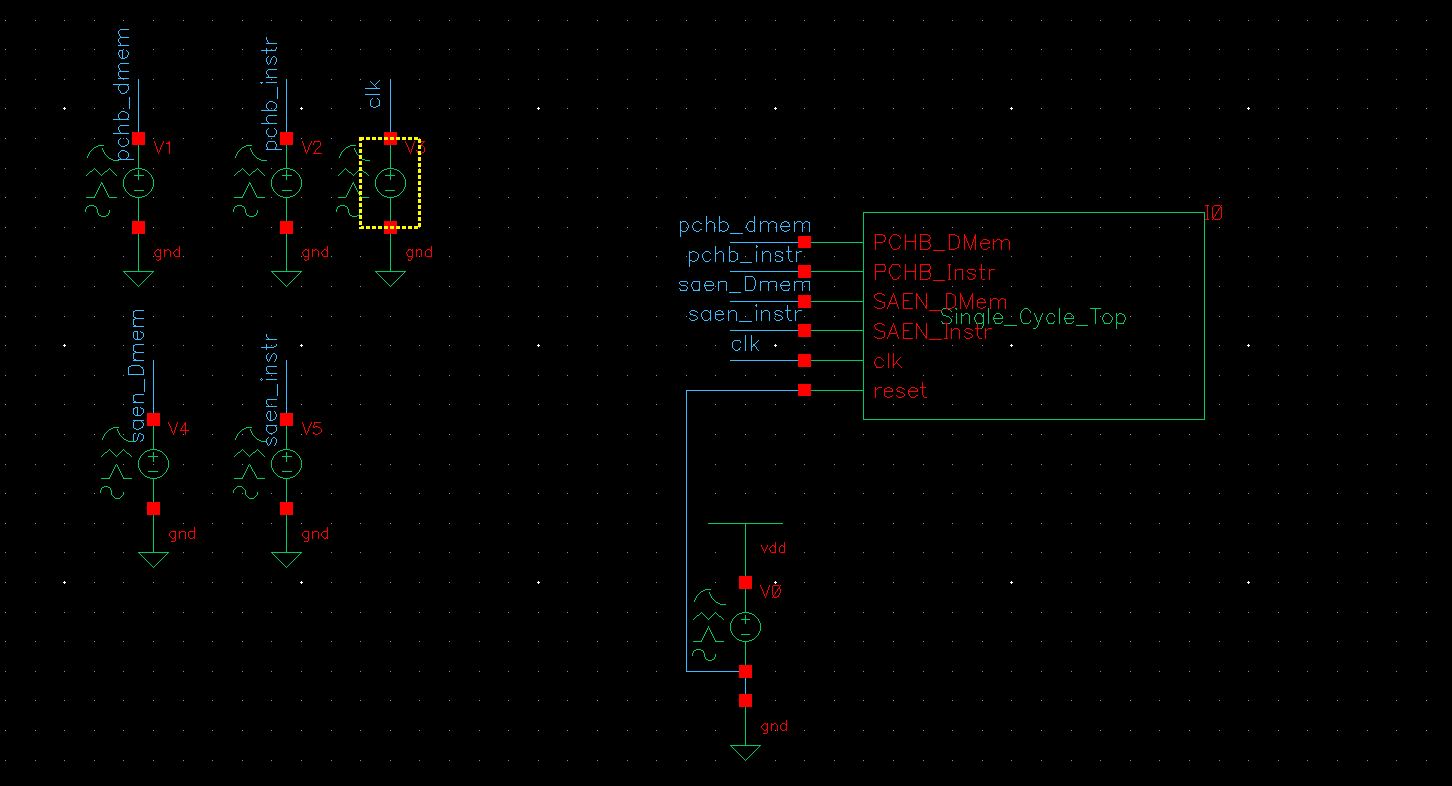 pchb_dmem
V1
gnd
pchb_instr
V2
gnd
clk
V3
gnd
saen_Dmem
V4
gnd
saen_instr
V5
gnd
pchb_dmem
pchb_instr
saen_Dmem
saen_instr
clk
I0
PCHB_DMem
PCHB_Instr
SAEN_DMem
Single_Cycle_Top
SAEN_Instr
clk
reset
vdd
V0
gnd